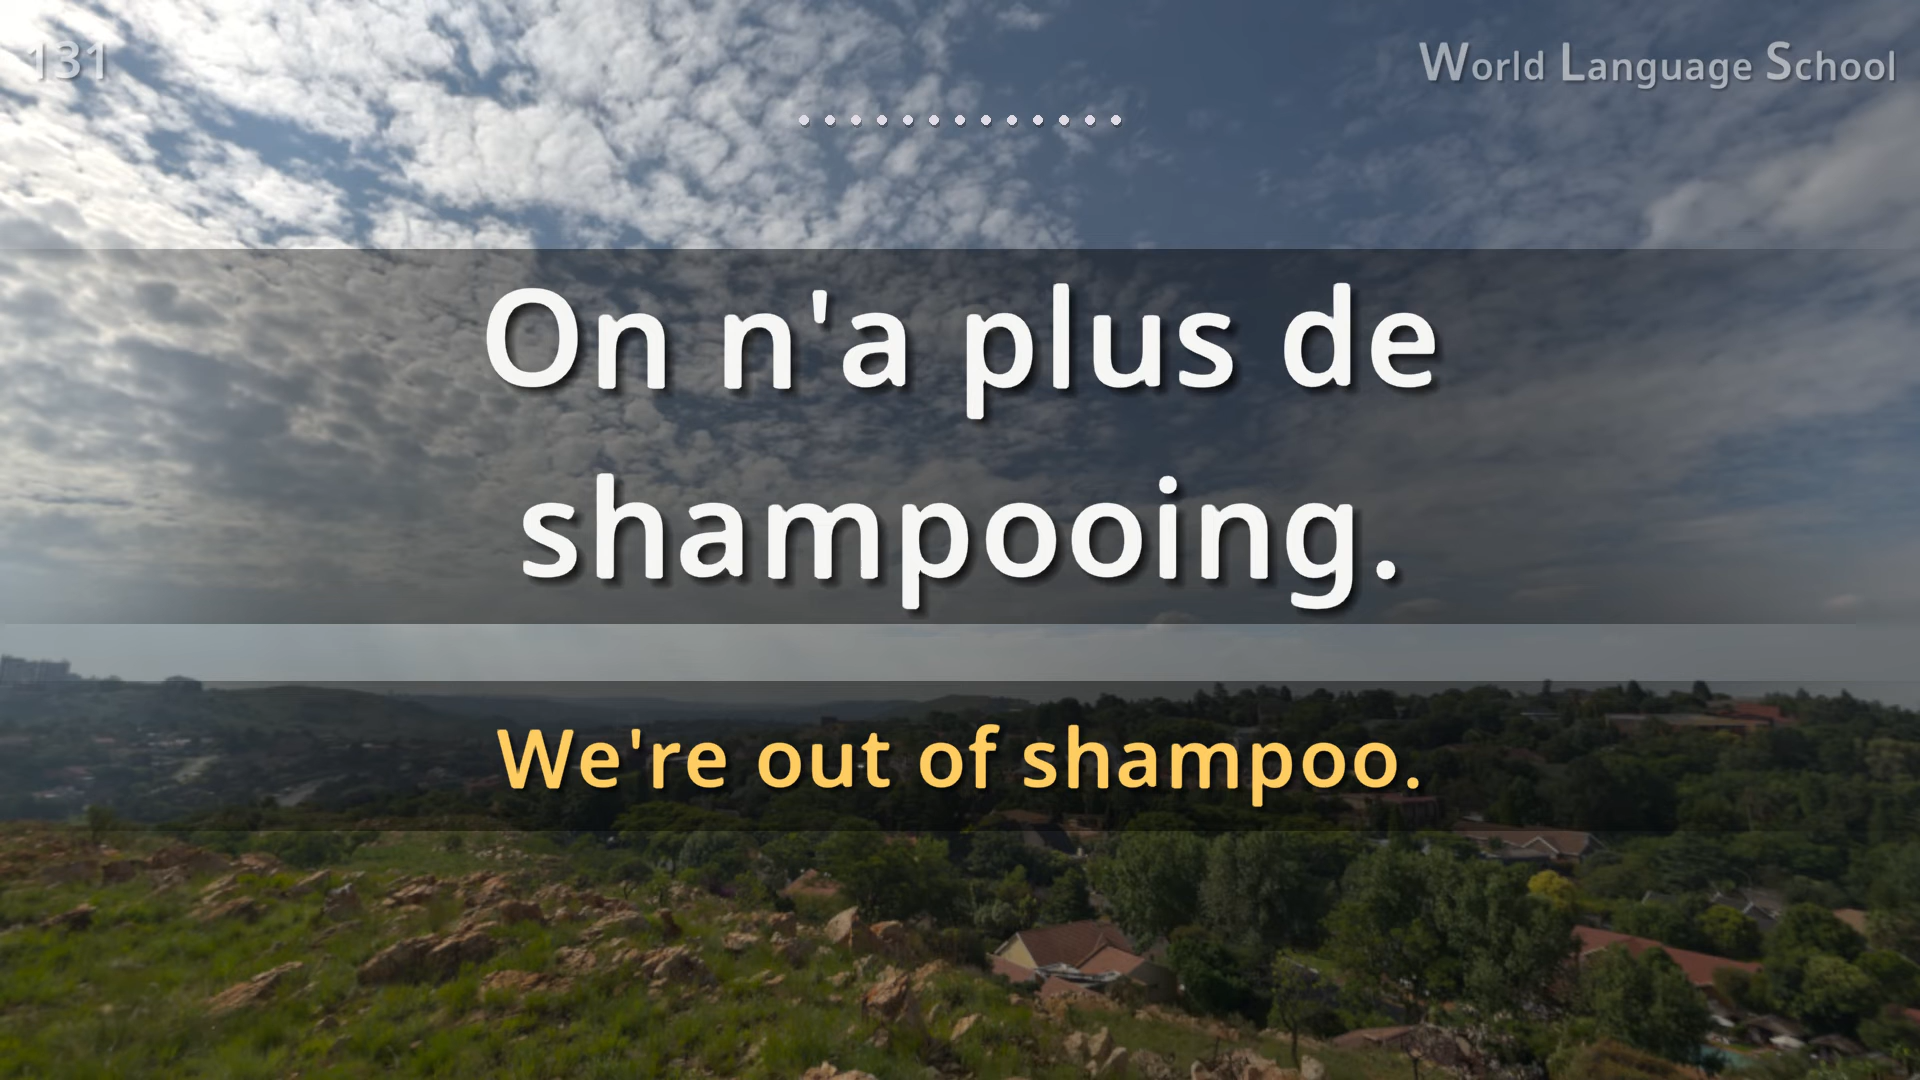 131
World Language School
On n'a plus de
shampooing.
We're out of shampoo.